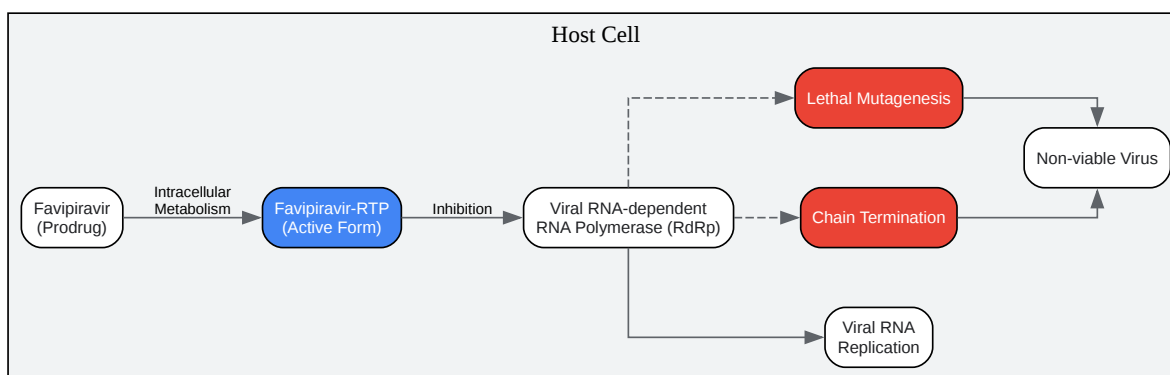 Host Cell
Lethal Mutagenesis
Non-viable Virus
Favipiravir
(Prodrug)
Intracellular
Metabolism
Favipiravir-RTP
(Active Form)
Inhibition
Viral RNA-dependent
RNA Polymerase (RdRp)
Chain Termination
Viral RNA
Replication